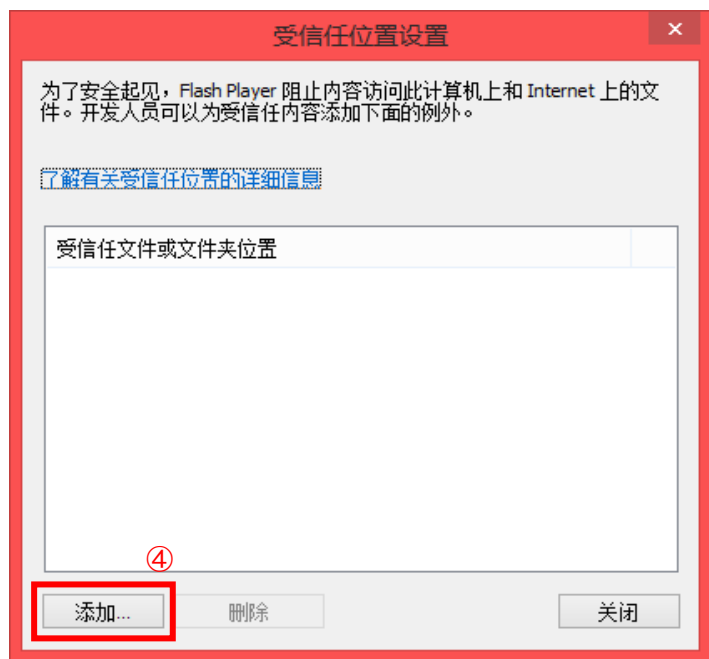 受信任位置设置
×
为了安全起见，Flash Player 阻止内容访问此计算机上和 Internet 上的文
件。开发人员可以为受信任内容添加下面的例外。
了解有关受信任位置的详细信息
受信任文件或文件夹位置
④
添加... 删除 关闭